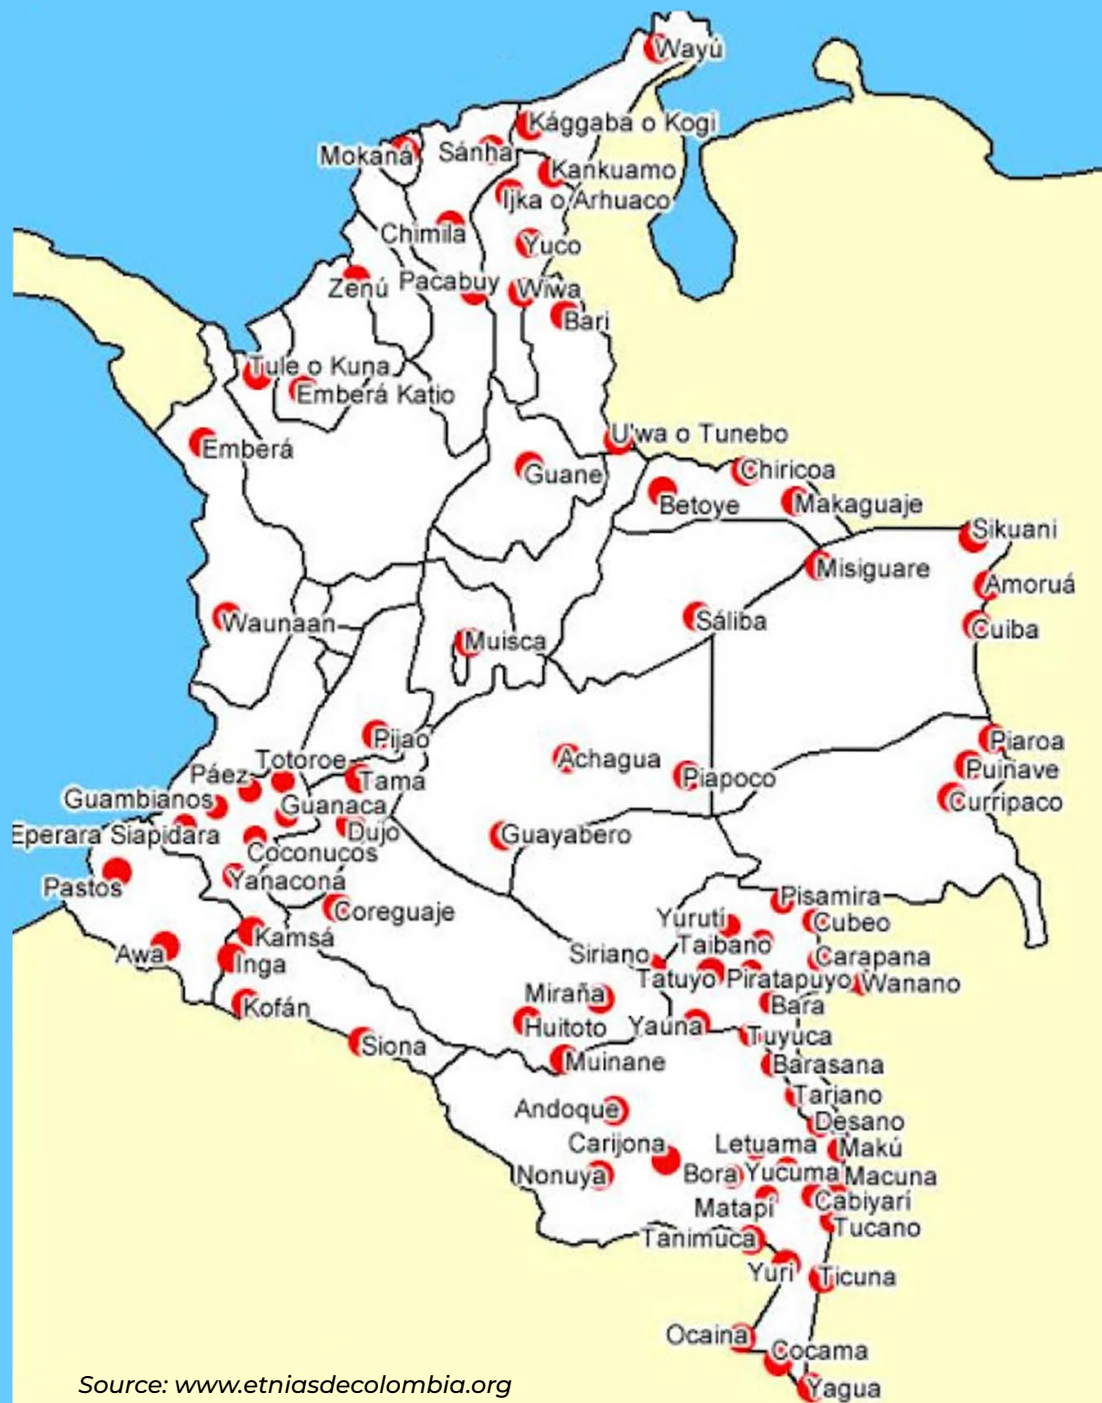 Wayú
Kággaba o Kogi
Mokaná
Sánha
Kankuamo
Ijka o Arhuaco
Chimila
Yuco
Zenú
Pacabuy
Wiwa
Bari
Tule o Kuna
Emberá Katio
Emberá
U'wa o Tunebo
Guane
Chiricoa
Betoye
Makaguaje
Sikuani
Misiguare
Amoruá
Waunaan
Sáliba
Cuiba
Muisca
Pijao
Piaroa
Totoroe
Achagua
Puinave
Páez
Tama
Piapoco
Guambianos
Guanaca
Curripaco
Eperara Siapidara
Dujo
Guayabero
Coconucos
Pastos
Yanacona
Pisamira
Coreguaje
Yurutí
Cubeo
Kamsá
Taibano
Awa
Siriano
Carapana
Inga
Tatuyo
Piratapuyo
Wanano
Miraña
Bara
Kofán
Huitoto
Yauna
Tuyuca
Siona
Muinane
Barasana
Tariano
Andoque
Desano
Carijona
Letuama
Makú
Nonuya
Bora
Yucuma
Macuna
Matapí
Cabiyarí
Tucano
Tanimuca
Yuri
Ticuna
Ocaina
Cocama
Yagua
Source: www.etniasdecolombia.org